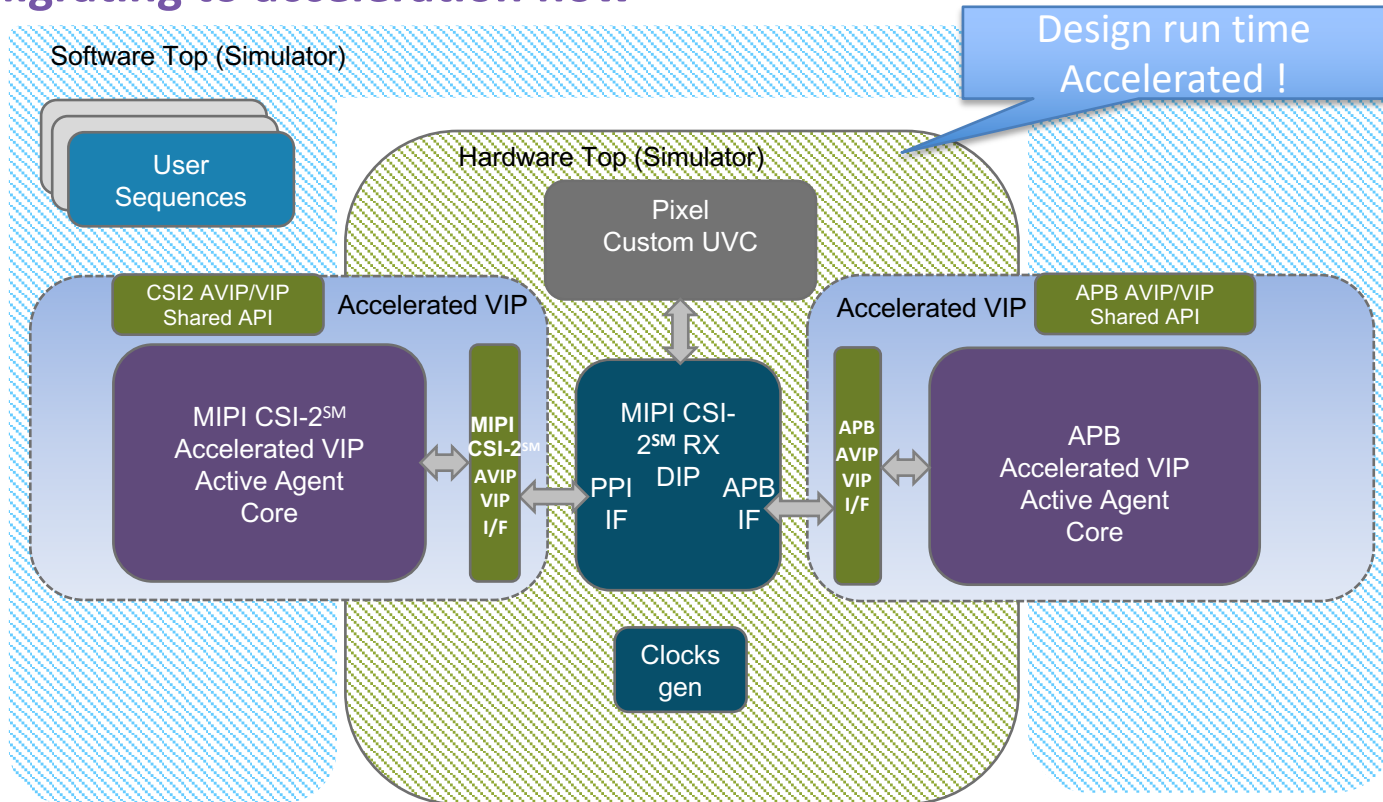 to acceleration
Design run time
Accelerated !
Software Top (Simulator)
User
Sequences
Hardware Top (Simulator)
Pixel
Custom UVC
CSI2 AVIP/VIP
Shared API
Accelerated VIP
Accelerated VIP
APB AVIP/VIP
Shared API
MIPI CSI-2℠
Accelerated VIP
Active Agent
Core
MIPI
CSI-2℠
AVIP
VIP
I/F
MIPI CSI-
2℠ RX
DIP
PPI
IF
APB
IF
APB
AVIP
VIP
I/F
APB
Accelerated VIP
Active Agent
Core
Clocks
gen